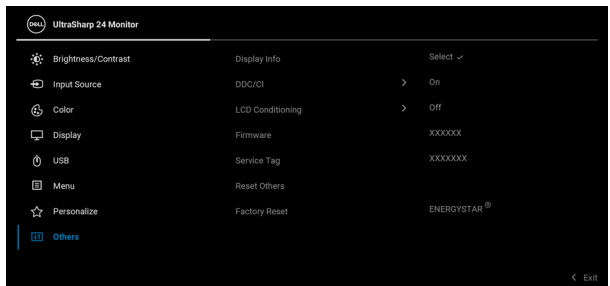 DELL UltraSharp 24 Monitor
Brightness/Contrast Display Info Select ✓
Input Source DDC/CI > On
Color LCD Conditioning > Off
Display Firmware XXXXXX
USB Service Tag XXXXXXX
Menu Reset Others
Personalize Factory Reset ENERGYSTAR ®
Others
< Exit